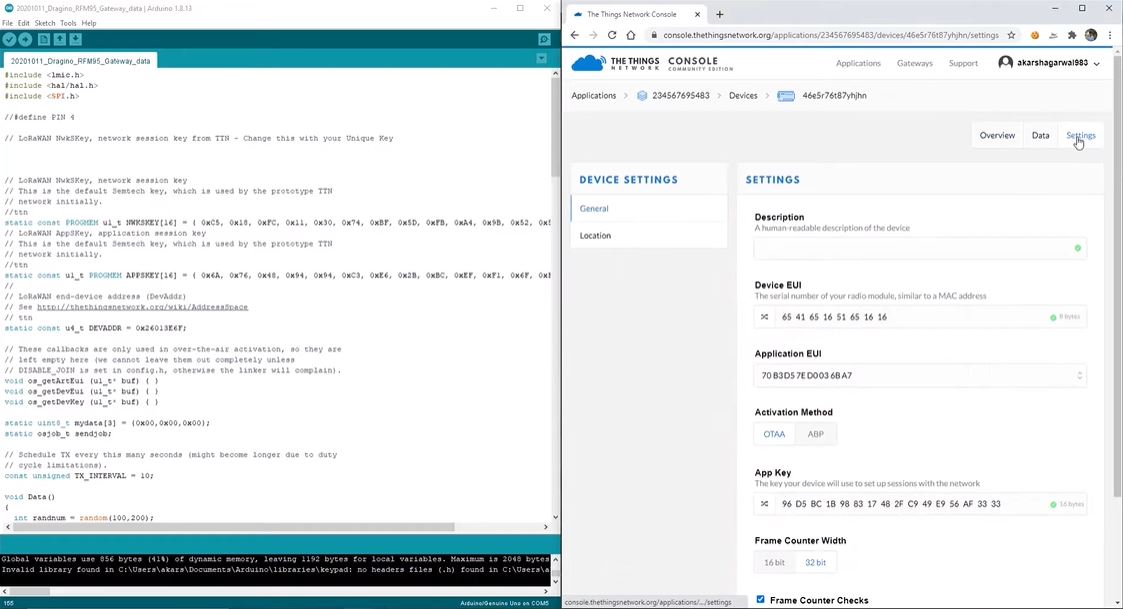 20201011_Dragino_RFM95_Gateway_data | Arduino 1.8.13
File Edit Sketch Tools Help
20201011_Dragino_RFM95_Gateway_data
#include <lmic.h>
#include <hal/hal.h>
#include <SPI.h>
//#define PIN 4
// LoRaWAN NwkSKey, network session key from TTN - Change this with your Unique Key
// LoRaWAN NwkSKey, network session key
// This is the default Semtech key, which is used by the prototype TTN
// network initially.
//ttn
static const PROGMEM u1_t NWKSKEY[16] = { 0xC5, 0x18, 0xFC, 0x11, 0x30, 0x74, 0xBF, 0x5D, 0xFB, 0xA4, 0x9B, 0x52,
// LoRaWAN AppSKey, application session key
// This is the default Semtech key, which is used by the prototype TTN
// network initially.
//ttn
static const u1_t PROGMEM APPSKEY[16] = { 0x6A, 0x76, 0x48, 0x94, 0x94, 0xC3, 0xE6, 0x2B, 0xBC, 0xEF, 0xF1, 0x6F,
//
// LoRaWAN end-device address (DevAddr)
// See http://thethingsnetwork.org/wiki/AddressSpace
// ttn
static const u4_t DEVADDR = 0x26013E6F;
// These callbacks are only used in over-the-air activation, so they are
// left empty here (we cannot leave them out completely unless
// DISABLE_JOIN is set in config.h, otherwise the linker will complain).
void os_getArtEui (u1_t* buf) { }
void os_getDevEui (u1_t* buf) { }
void os_getDevKey (u1_t* buf) { }
static uint8_t mydata[3] = {0x00,0x00,0x00};
static osjob_t sendjob;
// Schedule TX every this many seconds (might become longer due to duty
// cycle limitations).
const unsigned TX_INTERVAL = 10;
void Data()
{
int randnum = random(100,200);
Global variables use 856 bytes (41%) of dynamic memory, leaving 1192 bytes for local variables. Maximum is 2048 bytes
Invalid library found in C:\Users\akars\Documents\Arduino\libraries\keypad: no headers files (.h) found in C:\Users\a
155
Arduino/Genuino Uno on COM5
The Things Network Console
console.thethingsnetwork.org/applications/234567695483/devices/46e5r76t87yhjhn/settings
THE THINGS NETWORK
CONSOLE
COMMUNITY EDITION
Applications Gateways Support akarshagarwal983
Applications > 234567695483 > Devices > 46e5r76t87yhjhn
Overview Data Settings
DEVICE SETTINGS
General
Location
SETTINGS
Description
A human-readable description of the device
Device EUI
The serial number of your radio module, similar to a MAC address
65 41 65 16 51 65 16 16
8 bytes
Application EUI
70 B3 D5 7E D0 03 6B A7
Activation Method
OTAA ABP
App Key
The key your device will use to set up sessions with the network
96 D5 BC 1B 98 83 17 48 2F C9 49 E9 56 AF 33 33
16 bytes
Frame Counter Width
16 bit 32 bit
Frame Counter Checks
console.thethingsnetwork.org/applications/.../settings